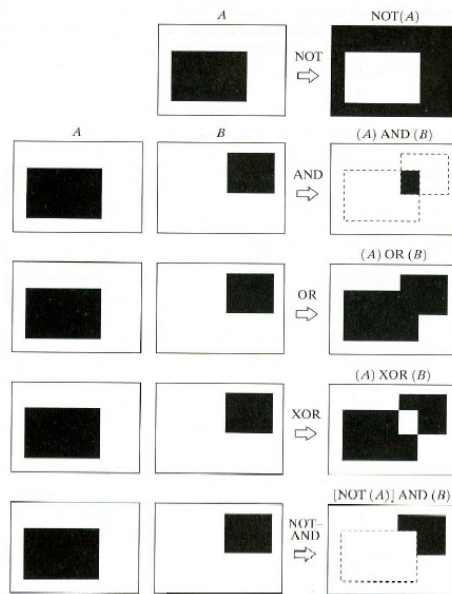 A NOT(A)
NOT
A B (A) AND (B)
AND
(A) OR (B)
OR
(A) XOR (B)
XOR
[NOT (A)] AND (B)
NOT–
AND